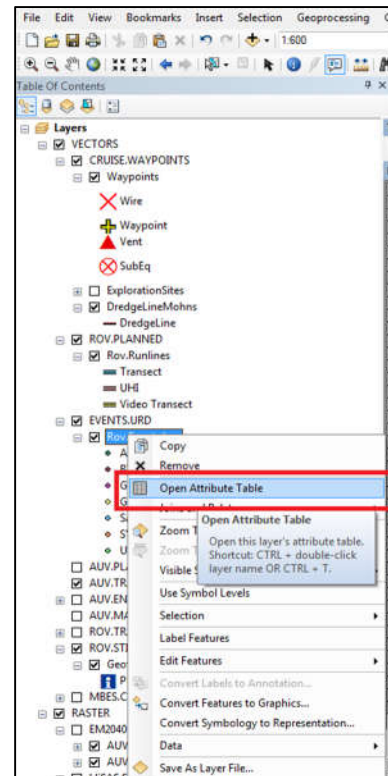 File Edit View Bookmarks Insert Selection Geoprocessing
1:600
Table Of Contents
Layers
VECTORS
CRUISE.WAYPOINTS
Waypoints
Wire
Waypoint
Vent
SubEq
ExplorationSites
DredgeLineMohns
DredgeLine
ROV.PLANNED
Rov.Runlines
Transect
UHI
Video Transect
EVENTS.URD
Copy
Remove
Open Attribute Table
Open Attribute Table
Zoom T
Open this layer's attribute table.
Shortcut: CTRL + double-click
layer name OR CTRL + T.
Zoom T
Visible S
AUV.PL
AUV.TR
Use Symbol Levels
AUV.EN
Selection
AUV.MA
Label Features
ROV.TR
Edit Features
ROV.STI
Geo
Convert Labels to Annotation...
P
Convert Features to Graphics...
MBES.C
Convert Symbology to Representation...
RASTER
EM2040
Data
AUV
AUV
Save As Layer File...